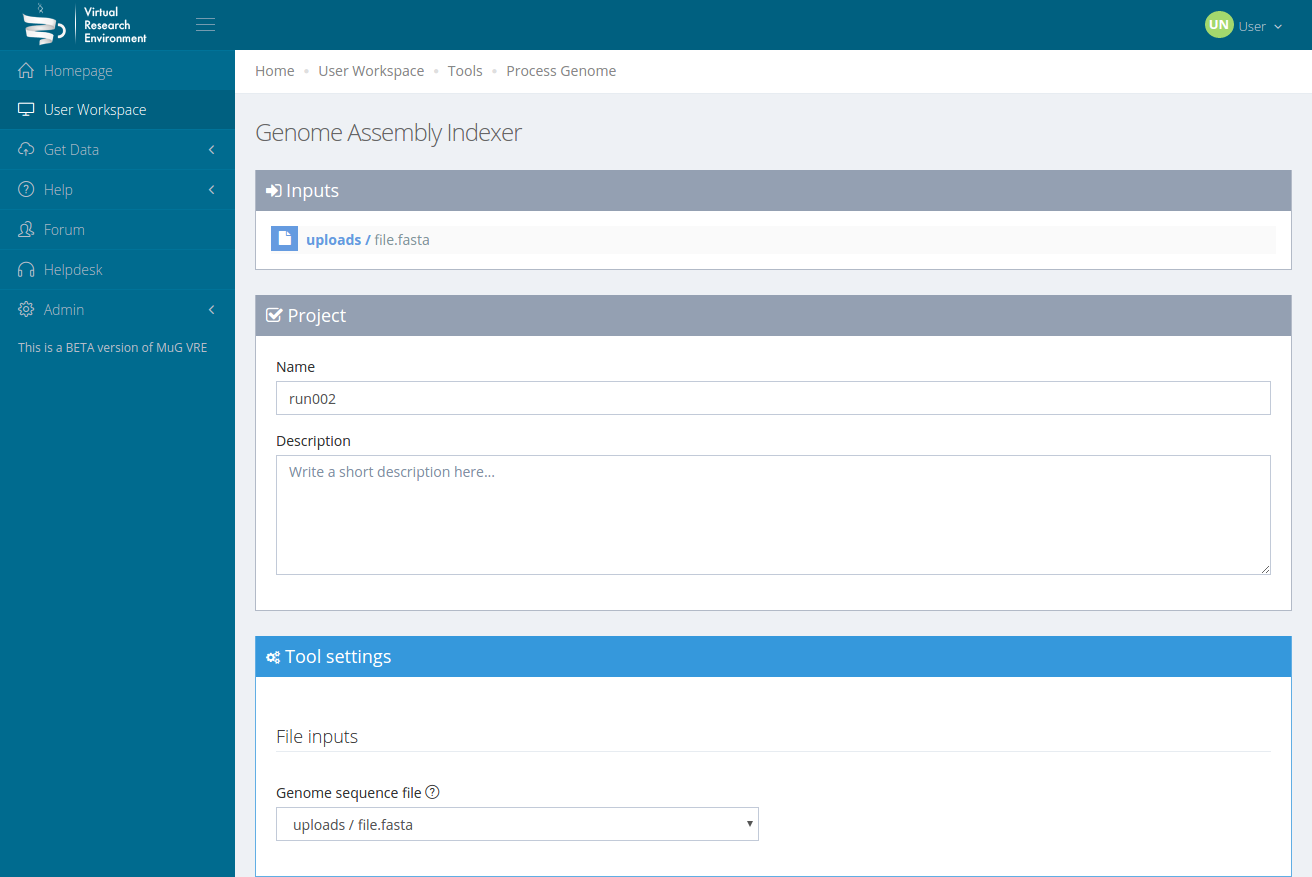 Virtual
Research
Environment
UN User
Homepage
User Workspace
Get Data
Help
Forum
Helpdesk
Admin
This is a BETA version of MuG VRE
Home • User Workspace • Tools • Process Genome
Genome Assembly Indexer
Inputs
uploads / file.fasta
Project
Name
run002
Description
Write a short description here...
Tool settings
File inputs
Genome sequence file ?
uploads / file.fasta